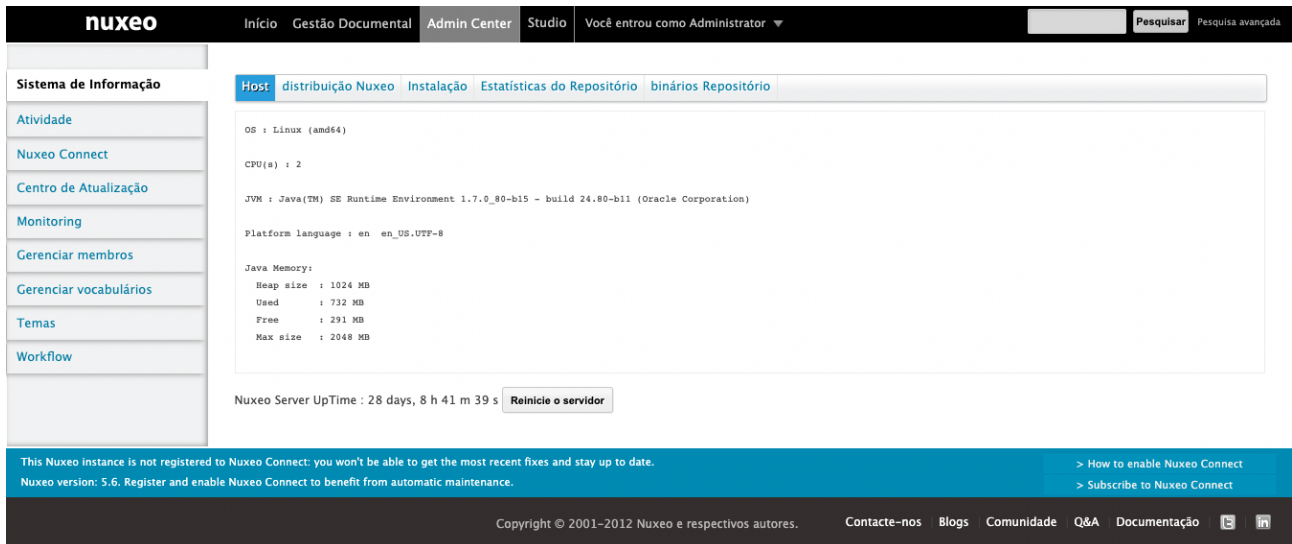 nuxeo
Início Gestão Documental Admin Center Studio Você entrou como Administrator ▼ Pesquisar Pesquisa avançada
Sistema de Informação
Atividade
Nuxeo Connect
Centro de Atualização
Monitoring
Gerenciar membros
Gerenciar vocabulários
Temas
Workflow
Host distribuição Nuxeo Instalação Estatísticas do Repositório binários Repositório
OS : Linux (amd64)
CPU(s) : 2
JVM : Java(TM) SE Runtime Environment 1.7.0_80-b15 - build 24.80-b11 (Oracle Corporation)
Platform language : en en_US.UTF-8
Java Memory:
Heap size : 1024 MB
Used : 732 MB
Free : 291 MB
Max size : 2048 MB
Nuxeo Server UpTime : 28 days, 8 h 41 m 39 s Reinicie o servidor
This Nuxeo instance is not registered to Nuxeo Connect: you won't be able to get the most recent fixes and stay up to date.
Nuxeo version: 5.6. Register and enable Nuxeo Connect to benefit from automatic maintenance.
> How to enable Nuxeo Connect
> Subscribe to Nuxeo Connect
Copyright © 2001-2012 Nuxeo e respectivos autores. Contacte-nos Blogs Comunidade Q&A Documentação t in